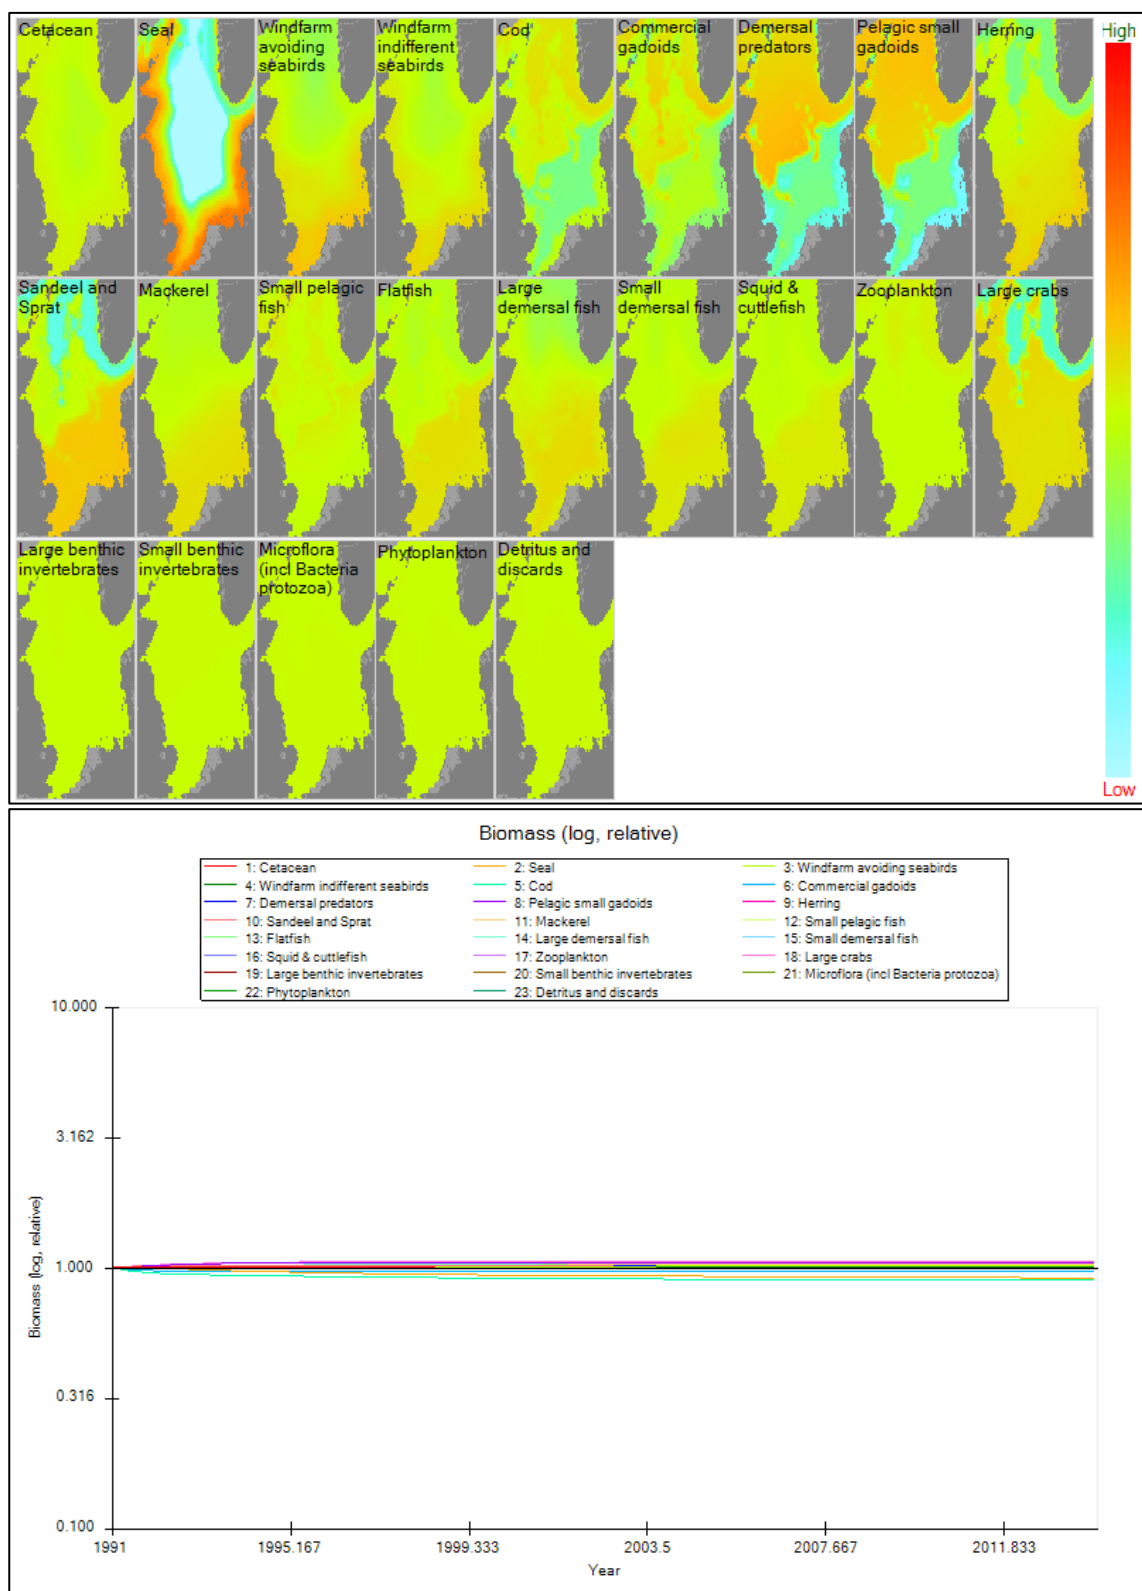 Cetacean
Seal
Windfarm
avoiding
seabirds
Windfarm
indifferent
seabirds
Cod
Commercial
gadoids
Demersal
predators
Pelagic small
gadoids
Herring
High
Sandeel and
Sprat
Mackerel
Small pelagic
fish
Flatfish
Large
demersal fish
Small
demersal fish
Squid &
cuttlefish
Zooplankton
Large crabs
Large benthic
invertebrates
Small benthic
invertebrates
Microflora
(incl Bacteria
protozoa)
Phytoplankton
Detritus and
discards
Low
Biomass (log, relative)
1: Cetacean
2: Seal
3: Windfarm avoiding seabirds
4: Windfarm indifferent seabirds
5: Cod
6: Commercial gadoids
7: Demersal predators
8: Pelagic small gadoids
9: Herring
10: Sandeel and Sprat
11: Mackerel
12: Small pelagic fish
13: Flatfish
14: Large demersal fish
15: Small demersal fish
16: Squid & cuttlefish
17: Zooplankton
18: Large crabs
19: Large benthic invertebrates
20: Small benthic invertebrates
21: Microflora (incl Bacteria protozoa)
22: Phytoplankton
23: Detritus and discards
10.000
3.162
1.000
0.316
0.100
Biomass (log, relative)
1991
1995.167
1999.333
2003.5
2007.667
2011.833
Year